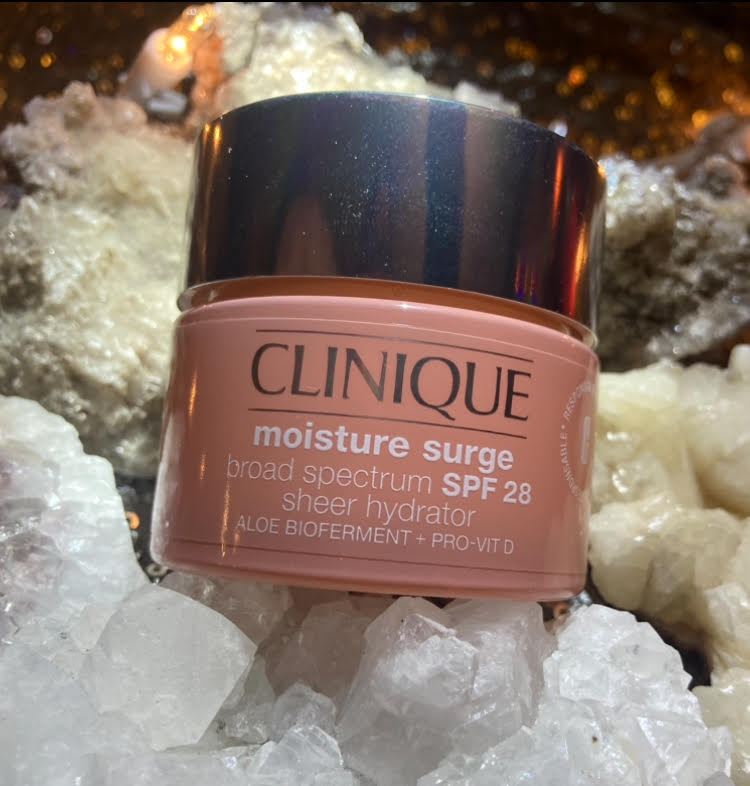 CLINIQUE
moisture surge
broad spectrum SPF 28
sheer hydrator
ALOE BIOFERMENT + PRO-VIT D